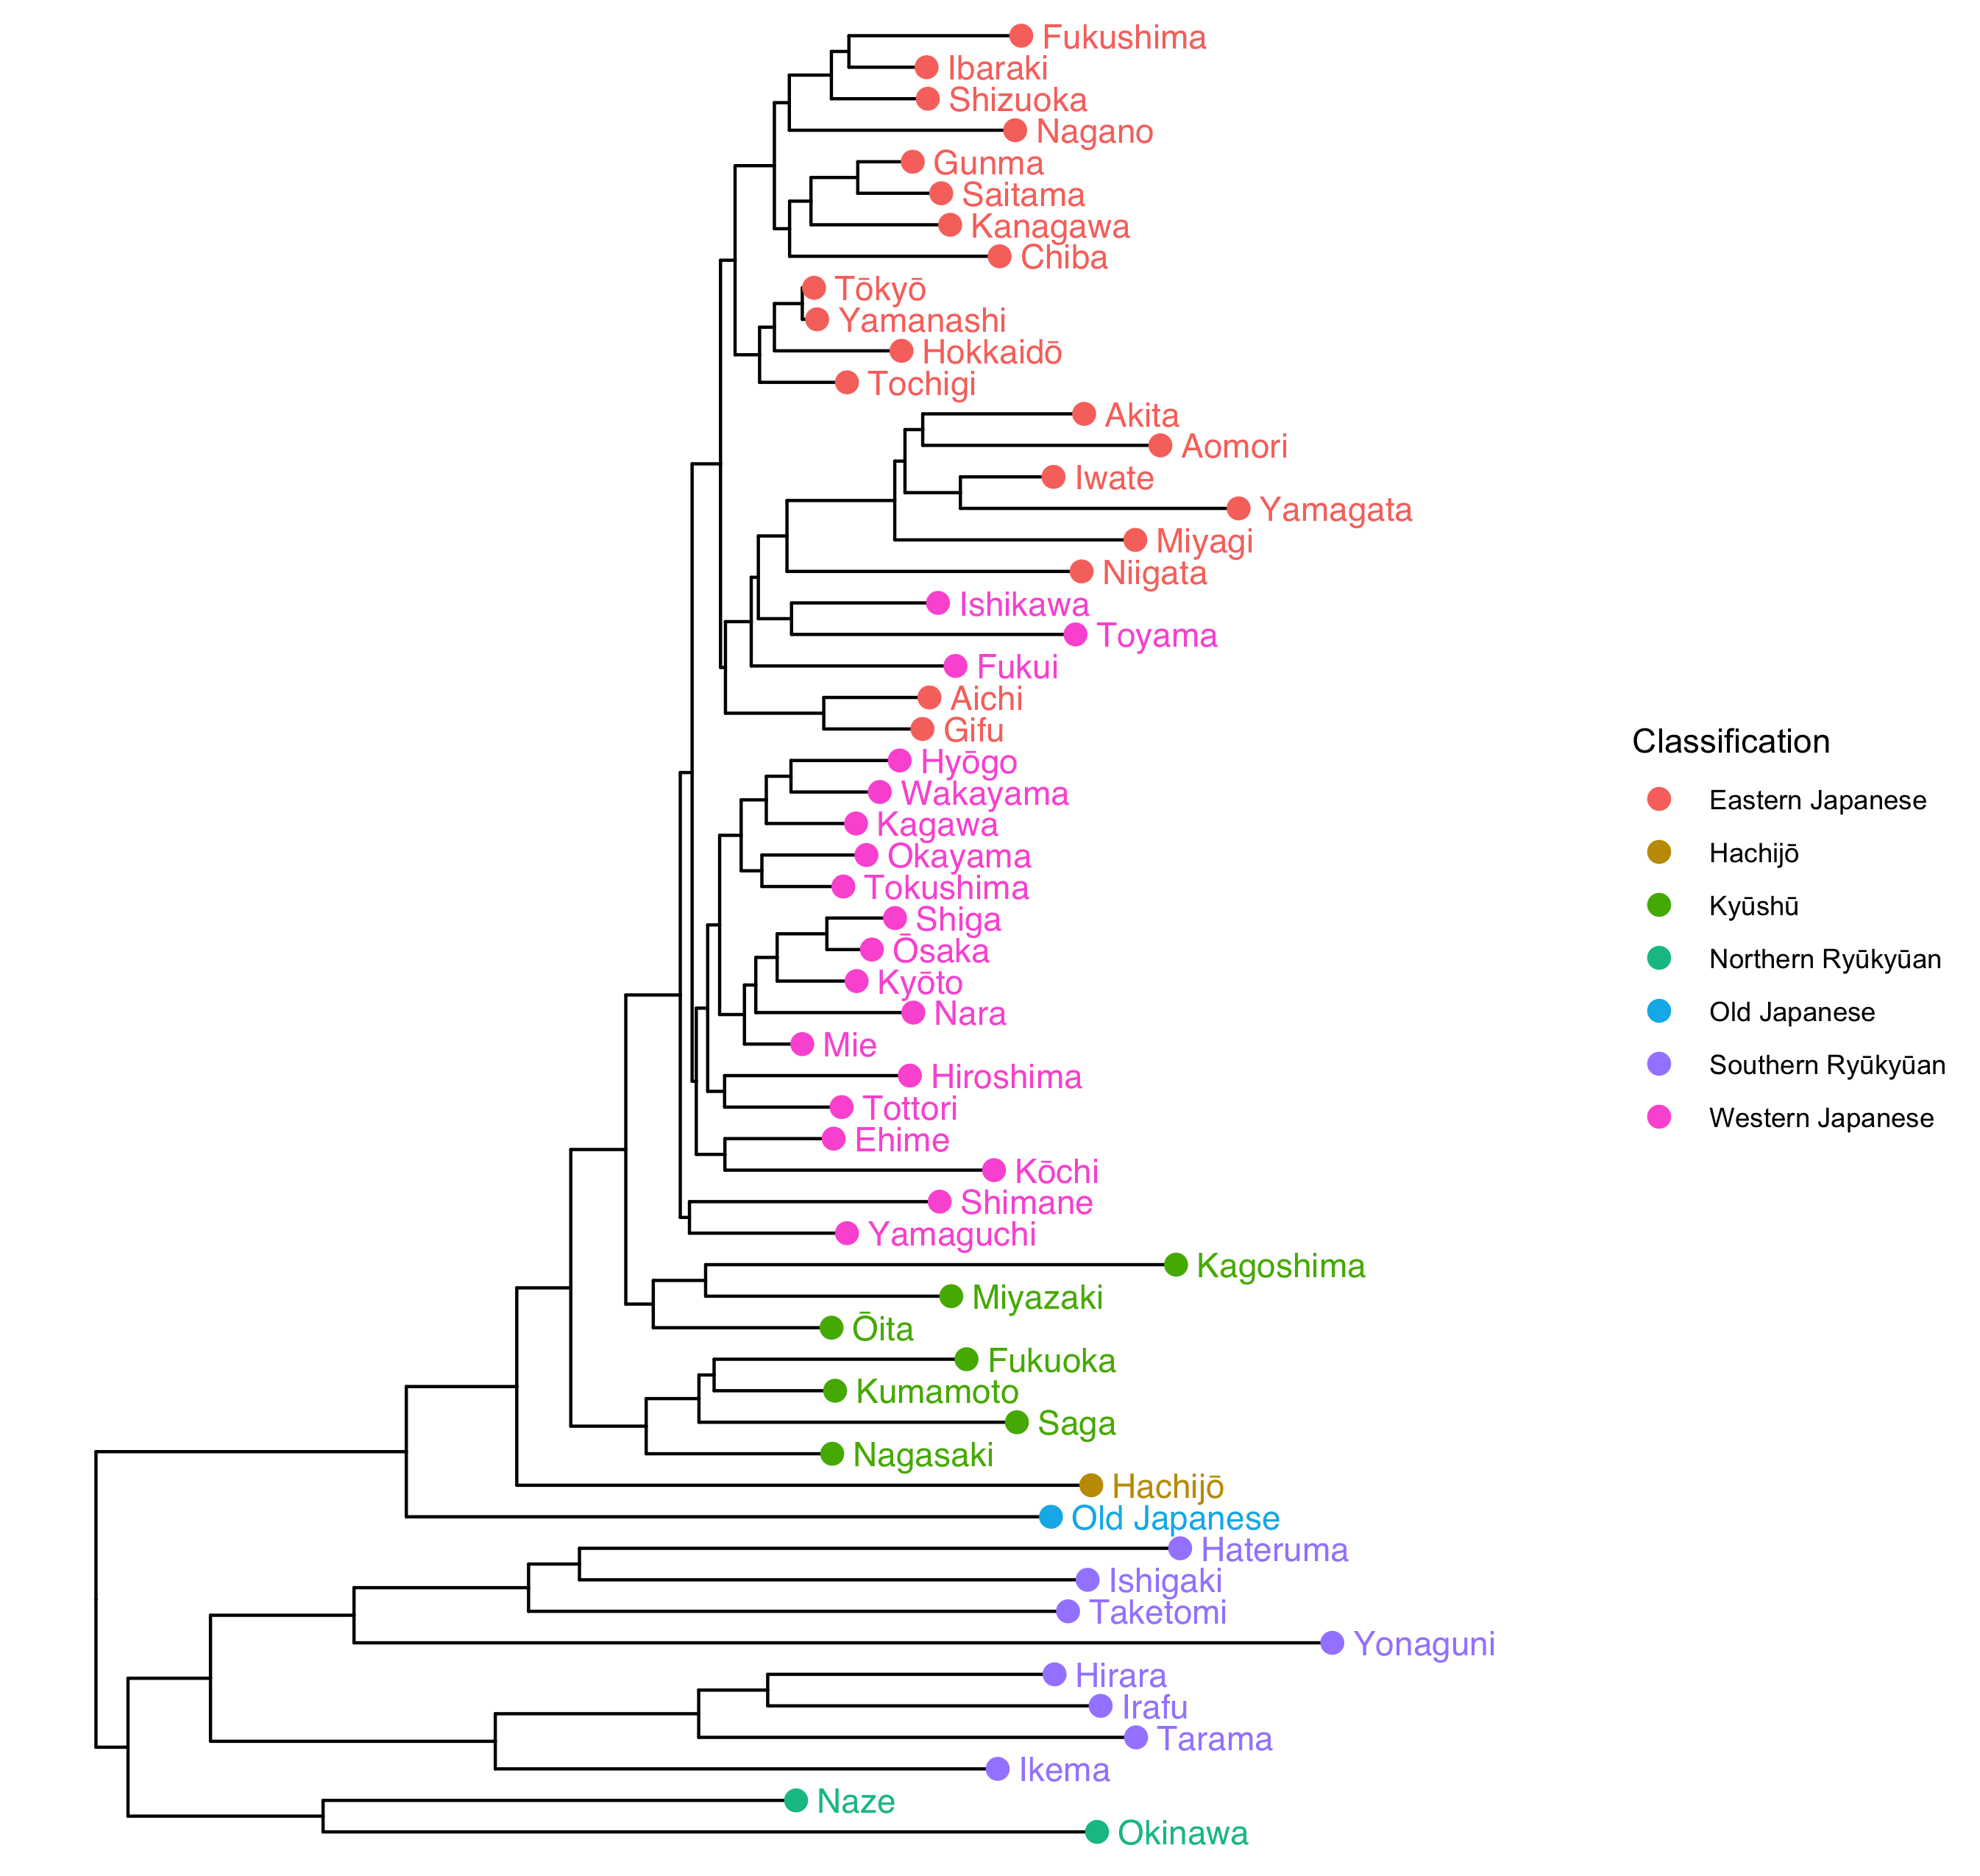 Fukushima
Ibaraki
Shizuoka
Nagano
Gunma
Saitama
Kanagawa
Chiba
Tōkyō
Yamanashi
Hokkaidō
Tochigi
Akita
Aomori
Iwate
Yamagata
Miyagi
Niigata
Ishikawa
Toyama
Fukui
Aichi
Gifu
Hyōgo
Wakayama
Kagawa
Okayama
Tokushima
Shiga
Ōsaka
Kyōto
Nara
Mie
Hiroshima
Tottori
Ehime
Kōchi
Shimane
Yamaguchi
Kagoshima
Miyazaki
Ōita
Fukuoka
Kumamoto
Saga
Nagasaki
Hachijō
Old Japanese
Hateruma
Ishigaki
Taketomi
Yonaguni
Hirara
Irafu
Tarama
Ikema
Naze
Okinawa
Classification
Eastern Japanese
Hachijō
Kyūshū
Northern Ryūkyūan
Old Japanese
Southern Ryūkyūan
Western Japanese